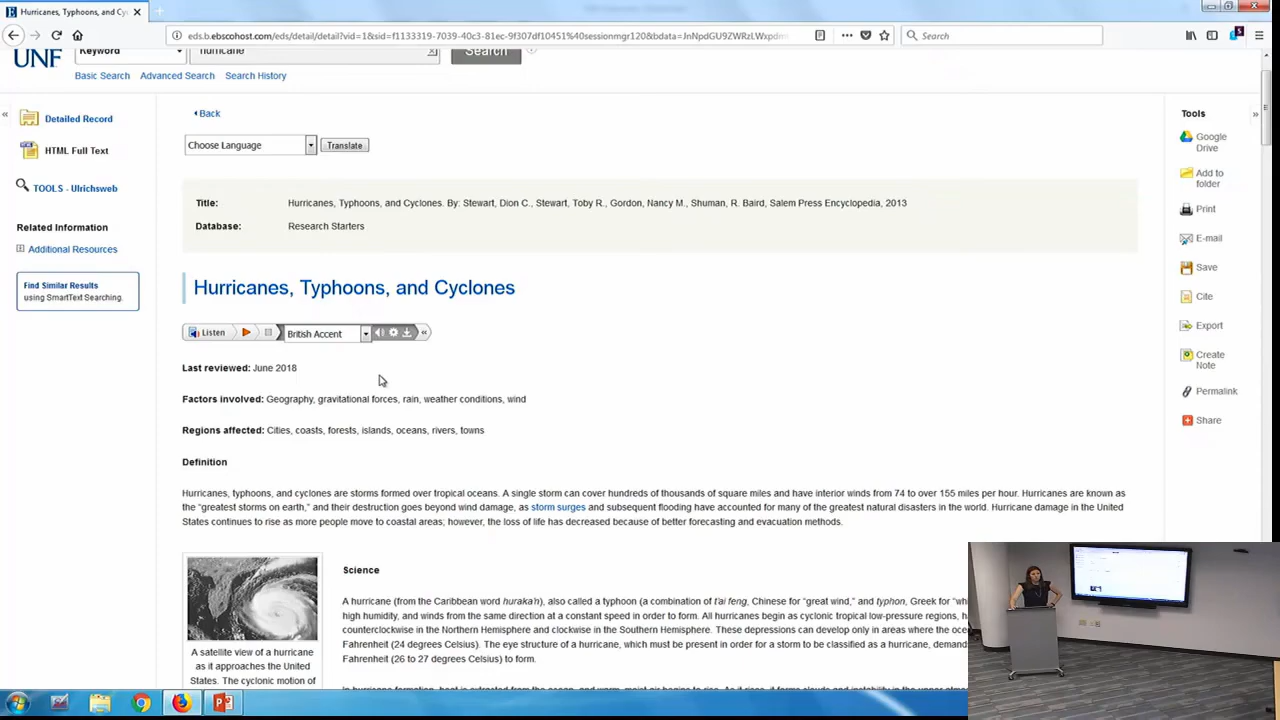 Hurricanes, Typhoons, and Cy
eds.b.ebscohost.com/eds/detail/detail?vid=1&sid=f1133319-7039-40c3-81ec-9f307df10451%40sessionmgr120&bdata=JnNpdGU9ZWRzLWxpdm
Search
UNF
Keyword
hurricane
Search
Basic Search
Advanced Search
Search History
Back
Choose Language
Translate
Detailed Record
HTML Full Text
TOOLS - Ulrichsweb
Related Information
Additional Resources
Find Similar Results
using SmartText Searching.
Title:
Hurricanes, Typhoons, and Cyclones. By: Stewart, Dion C., Stewart, Toby R., Gordon, Nancy M., Shuman, R. Baird, Salem Press Encyclopedia, 2013
Database:
Research Starters
Hurricanes, Typhoons, and Cyclones
Listen
British Accent
Last reviewed: June 2018
Factors involved: Geography, gravitational forces, rain, weather conditions, wind
Regions affected: Cities, coasts, forests, islands, oceans, rivers, towns
Definition
Hurricanes, typhoons, and cyclones are storms formed over tropical oceans. A single storm can cover hundreds of thousands of square miles and have interior winds from 74 to over 155 miles per hour. Hurricanes are known as
the "greatest storms on earth," and their destruction goes beyond wind damage, as storm surges and subsequent flooding have accounted for many of the greatest natural disasters in the world. Hurricane damage in the United
States continues to rise as more people move to coastal areas; however, the loss of life has decreased because of better forecasting and evacuation methods.
A satellite view of a hurricane
as it approaches the United
States. The cyclonic motion of
Science
A hurricane (from the Caribbean word huraka'n), also called a typhoon (a combination of t'ai feng, Chinese for "great wind," and typhon, Greek for "wh
high humidity, and winds from the same direction at a constant speed in order to form. All hurricanes begin as cyclonic tropical low-pressure regions, h
counterclockwise in the Northern Hemisphere and clockwise in the Southern Hemisphere. These depressions can develop only in areas where the oce
Fahrenheit (24 degrees Celsius). The eye structure of a hurricane, which must be present in order for a storm to be classified as a hurricane, demand
Fahrenheit (26 to 27 degrees Celsius) to form.
Tools
Google
Drive
Add to
folder
Print
E-mail
Save
Cite
Export
Create
Note
Permalink
Share